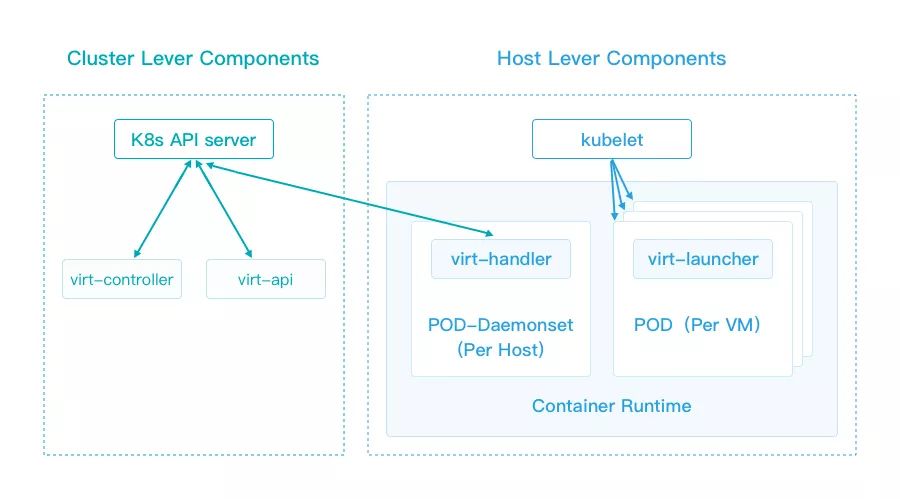 Cluster Lever Components
Host Lever Components
K8s API server
kubelet
virt-controller
virt-api
virt-handler
virt-launcher
POD-Daemonset
(Per Host)
POD（Per VM）
Container Runtime